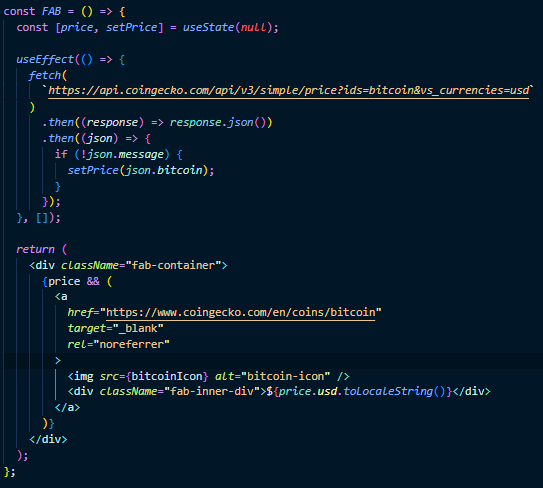 const FAB = () => {
  const [price, setPrice] = useState(null);

  useEffect(() => {
    fetch(
      `https://api.coingecko.com/api/v3/simple/price?ids=bitcoin&vs_currencies=usd`
    )
      .then((response) => response.json())
      .then((json) => {
        if (!json.message) {
          setPrice(json.bitcoin);
        }
      });
  }, []);

  return (
    <div className="fab-container">
      {price && (
        <a
          href="https://www.coingecko.com/en/coins/bitcoin"
          target="_blank"
          rel="noreferrer"
        >
          <img src={bitcoinIcon} alt="bitcoin-icon" />
          <div className="fab-inner-div">${price.usd.toLocaleString()}</div>
        </a>
      )}
    </div>
  );
};